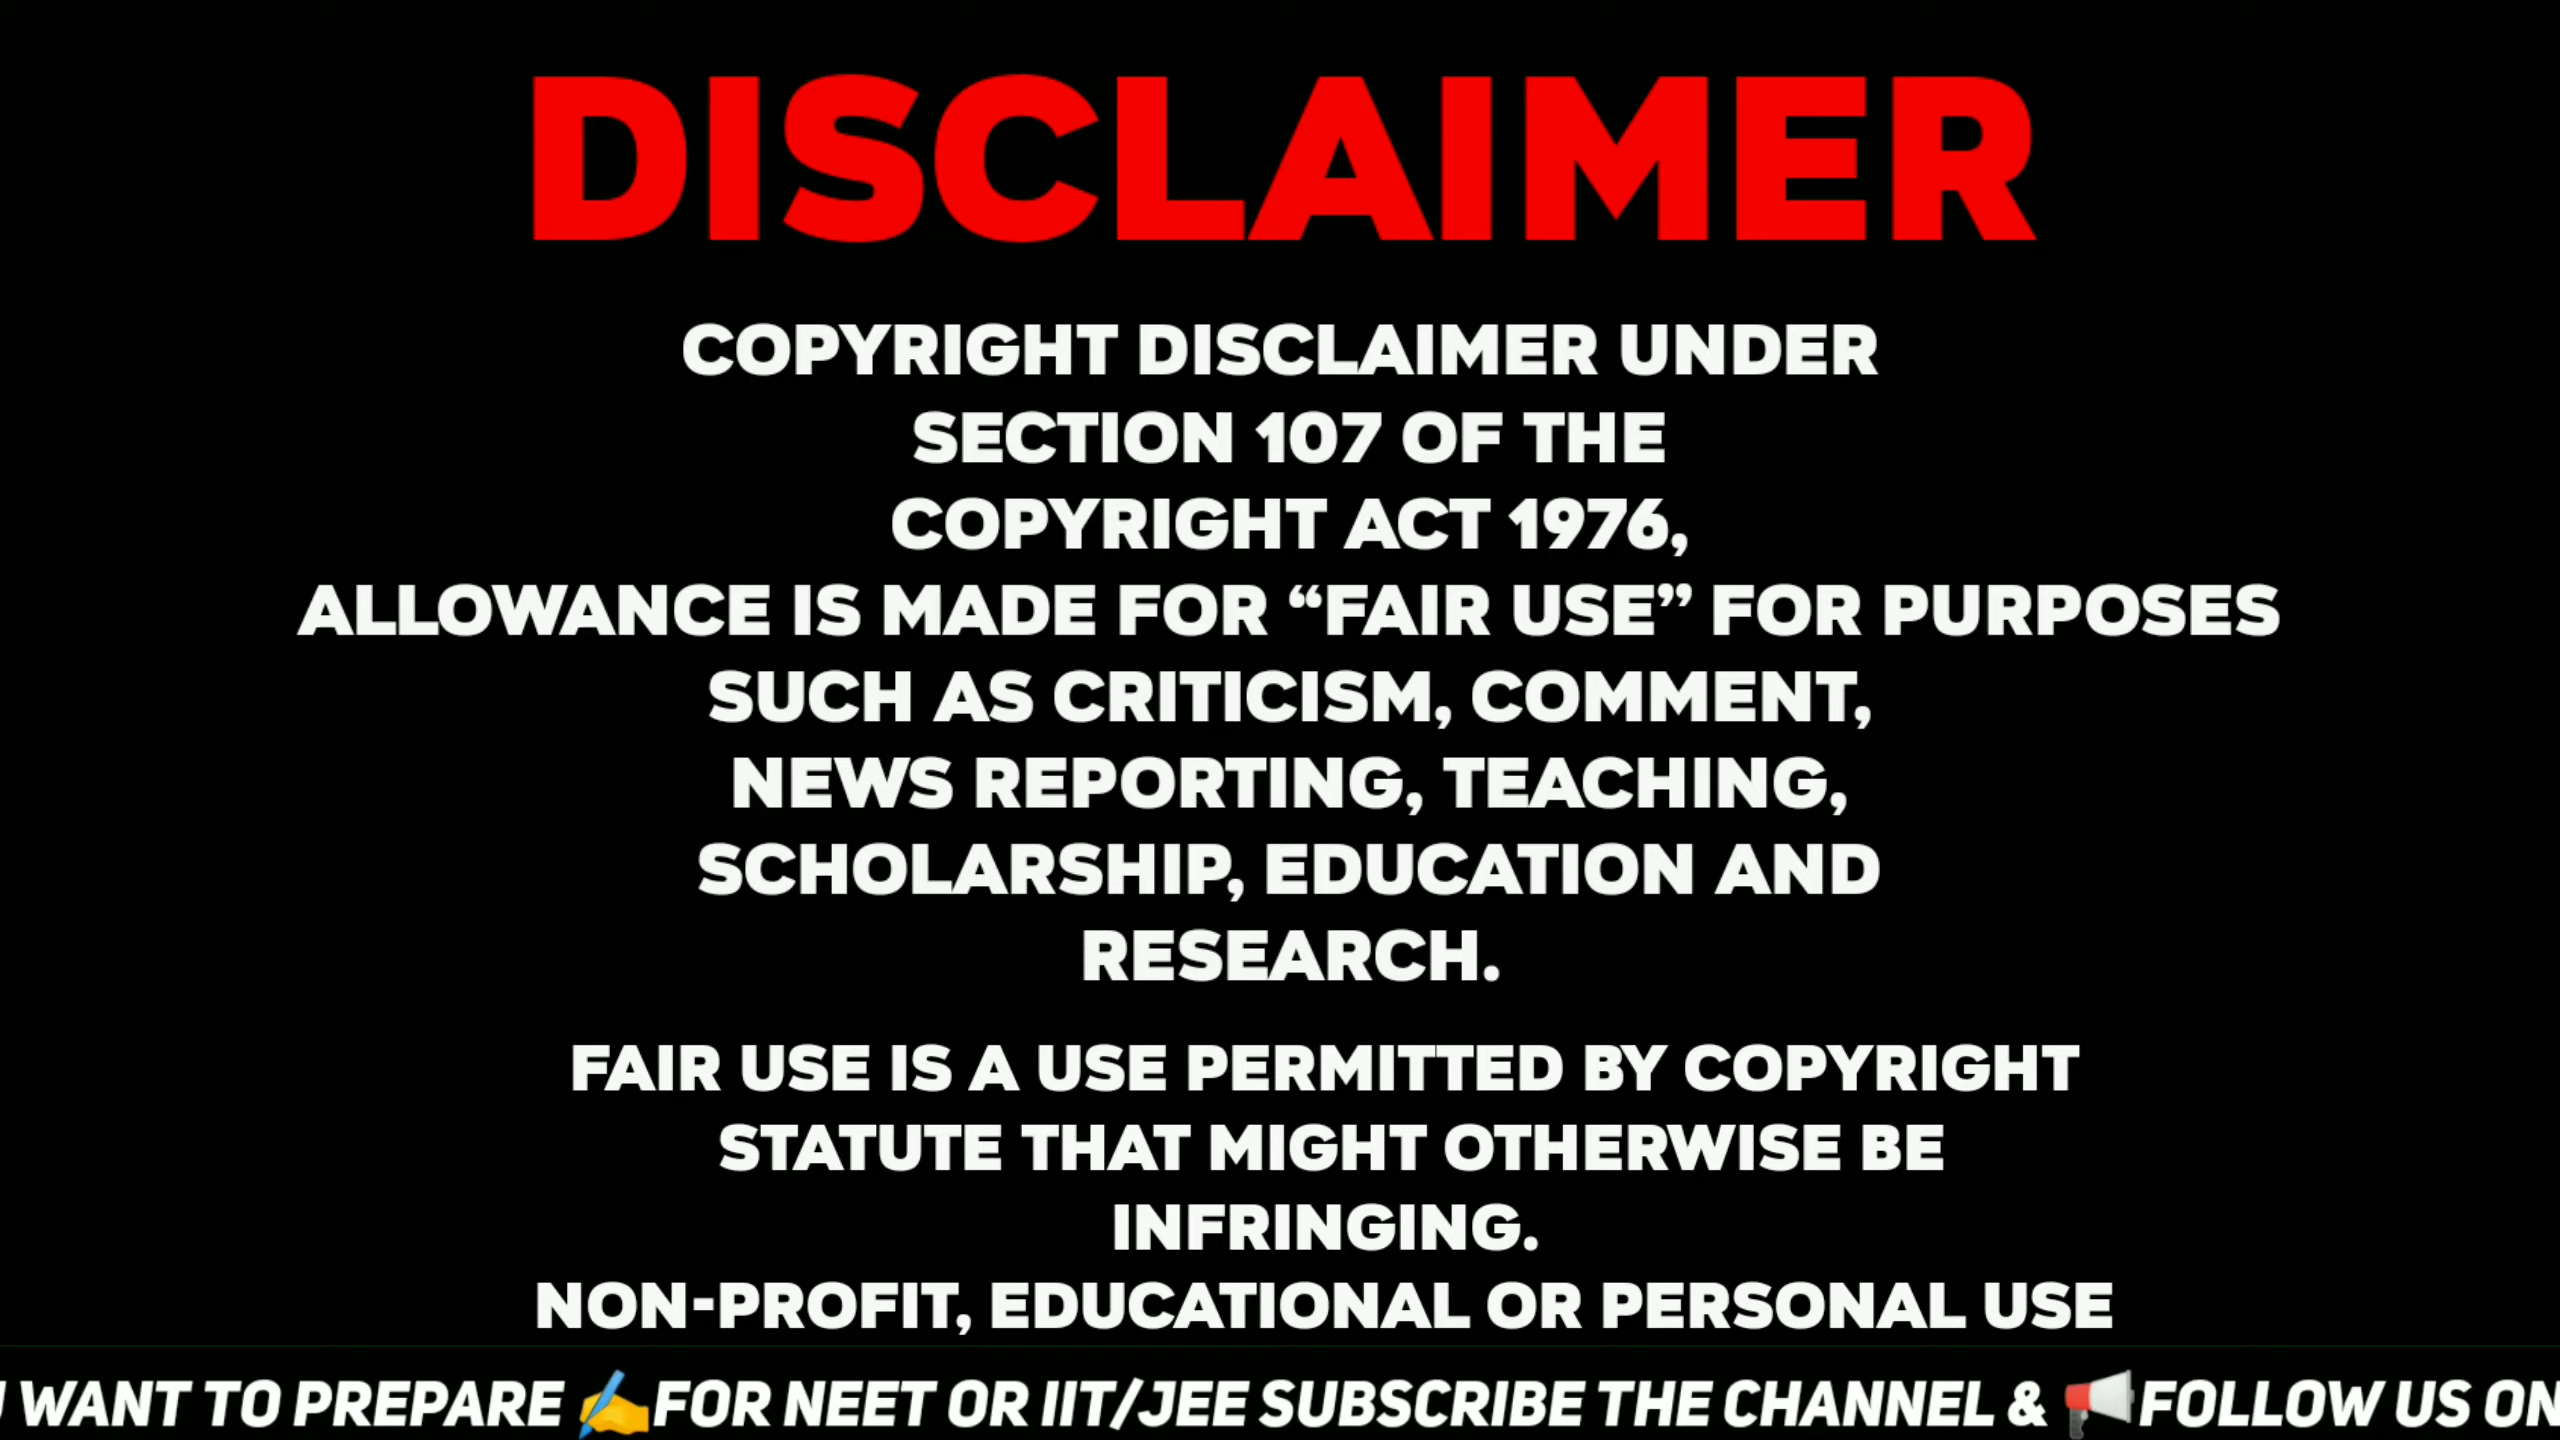 DISCLAIMER
COPYRIGHT DISCLAIMER UNDER
SECTION 107 OF THE
COPYRIGHT ACT 1976,
ALLOWANCE IS MADE FOR “FAIR USE” FOR PURPOSES
SUCH AS CRITICISM, COMMENT,
NEWS REPORTING, TEACHING,
SCHOLARSHIP, EDUCATION AND
RESEARCH.
FAIR USE IS A USE PERMITTED BY COPYRIGHT
STATUTE THAT MIGHT OTHERWISE BE
INFRINGING.
NON-PROFIT, EDUCATIONAL OR PERSONAL USE
WANT TO PREPARE ✍️FOR NEET OR IIT/JEE SUBSCRIBE THE CHANNEL & 📢FOLLOW US ON